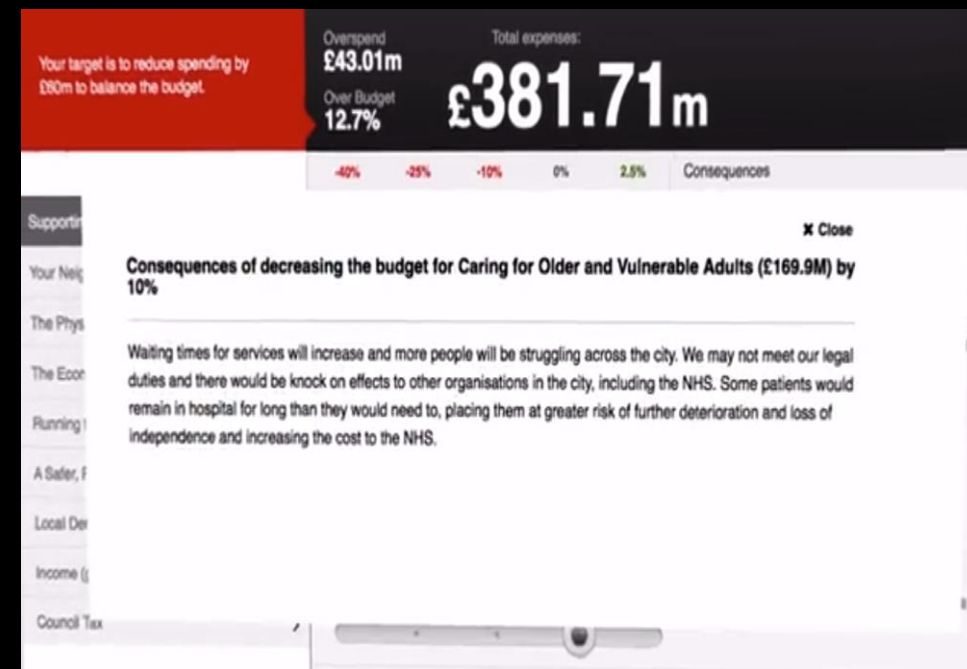 Your target is to reduce spending by
£60m to balance the budget.
Overspend
£43.01m
Over Budget
12.7%
Total expenses:
£381.71m
-40% -25% -10% 0% 2.5% Consequences
✖ Close
Supportin
Your Neig
The Phys
The Econ
Running t
A Safer, F
Local Der
Income (g
Council Tax
Consequences of decreasing the budget for Caring for Older and Vulnerable Adults (£169.9M) by
10%
Waiting times for services will increase and more people will be struggling across the city. We may not meet our legal
duties and there would be knock on effects to other organisations in the city, including the NHS. Some patients would
remain in hospital for long than they would need to, placing them at greater risk of further deterioration and loss of
independence and increasing the cost to the NHS.